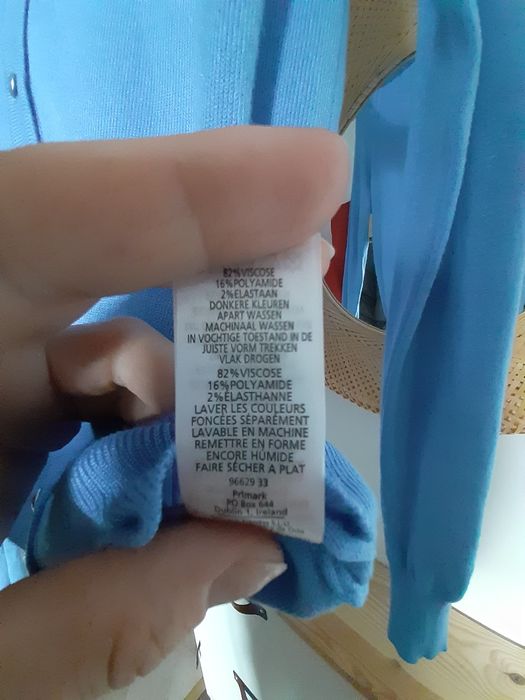 82%VISCOSE
16%POLYAMIDE
2%ELASTAAN
DONKERE KLEUREN
APART WASSEN
MACHINAAL WASSEN
IN VOCHTIGE TOESTAND IN DE
JUISTE VORM TREKKEN
VLAK DROGEN
82%VISCOSE
16%POLYAMIDE
2%ELASTHANNE
LAVER LES COULEURS
FONCÉES SÉPARÉMENT
LAVABLE EN MACHINE
REMETTRE EN FORME
ENCORE HUMIDE
FAIRE SÉCHER A PLAT
96629 33
Primark
PO Box 644
Dublin 1, Ireland